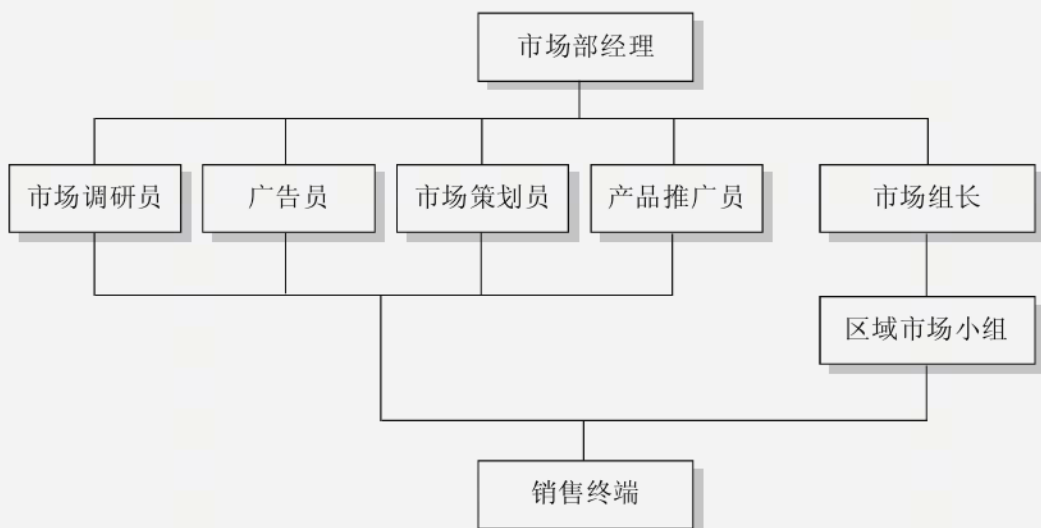 市场部经理
市场调研员
广告员
市场策划员
产品推广员
市场组长
区域市场小组
销售终端